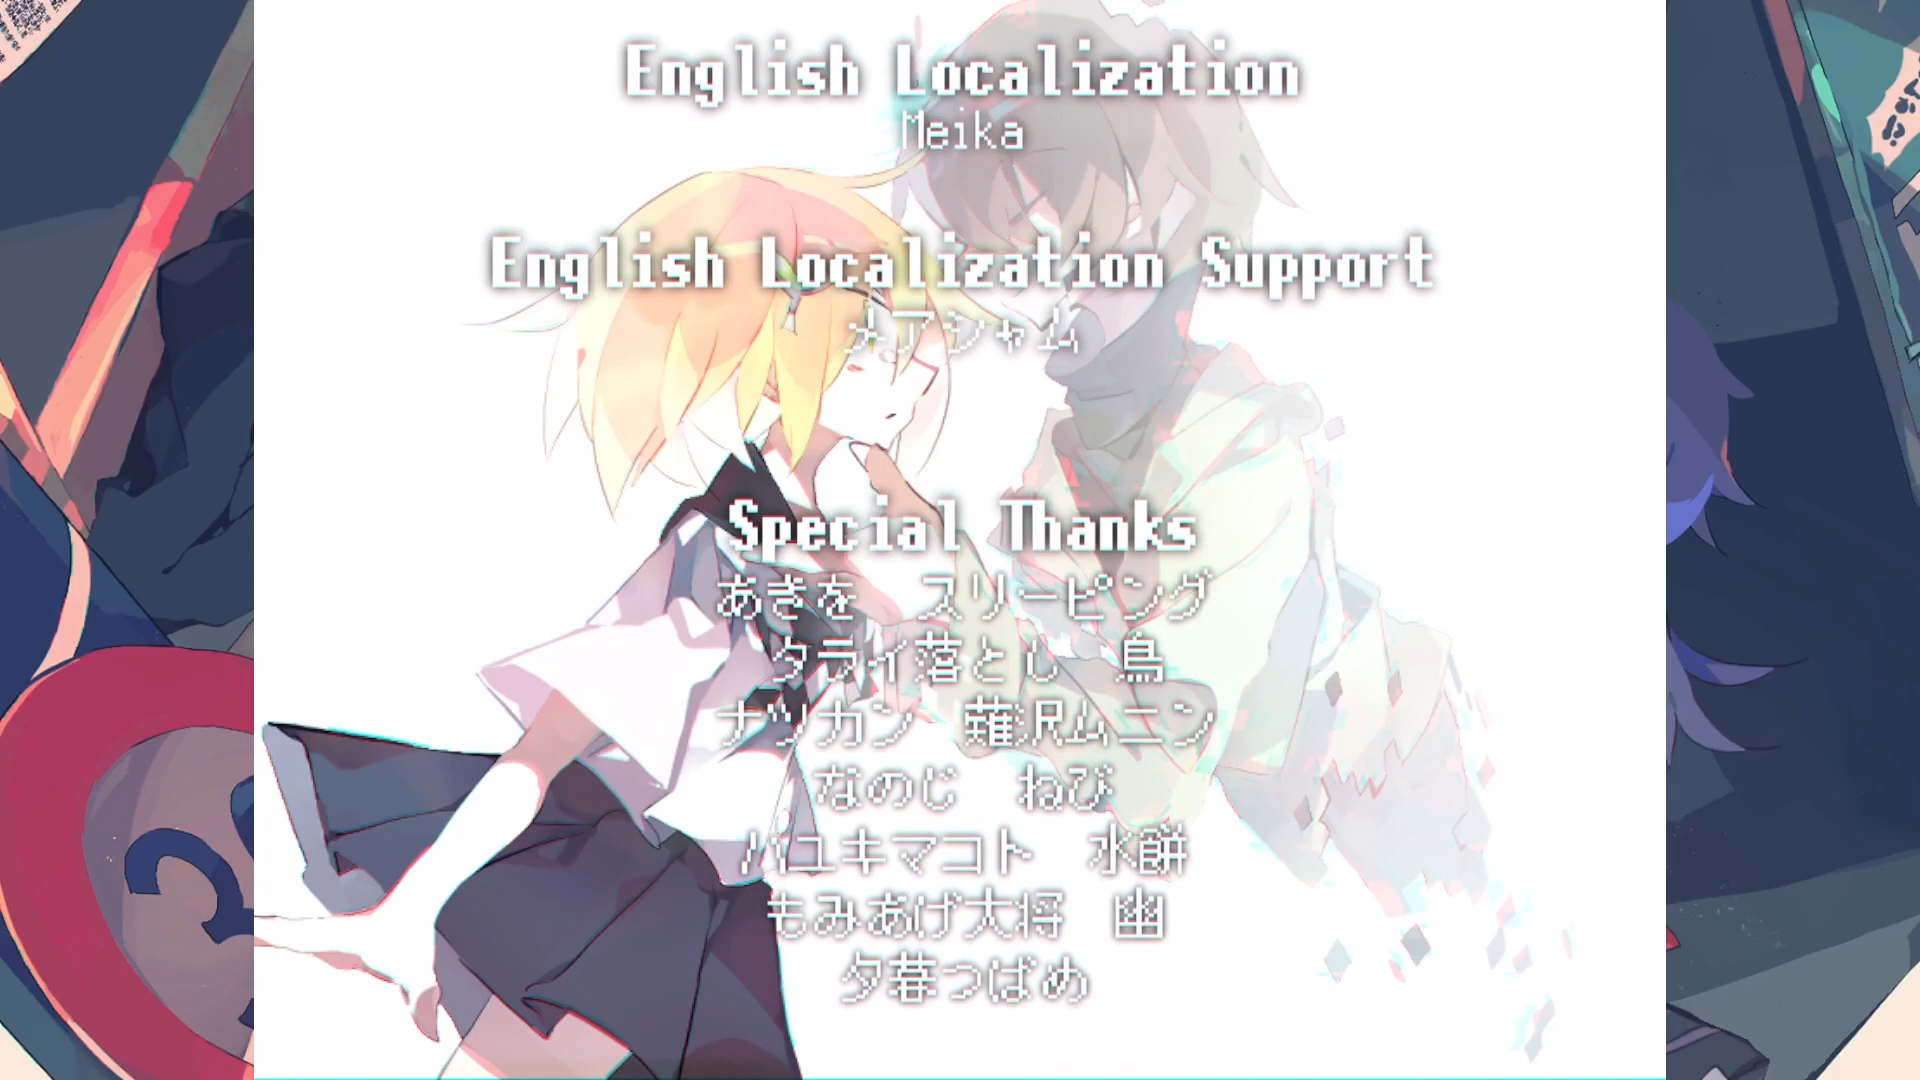 English Localization
Meika
English Localization Support
メアジャム
Special Thanks
あきを　スリーピング
タライ落とし　鳥
ナツカン　薙沢ムニン
なのじ　ねび
バユキマコト　水餅
もみあげ大将　幽
夕暮つばめ